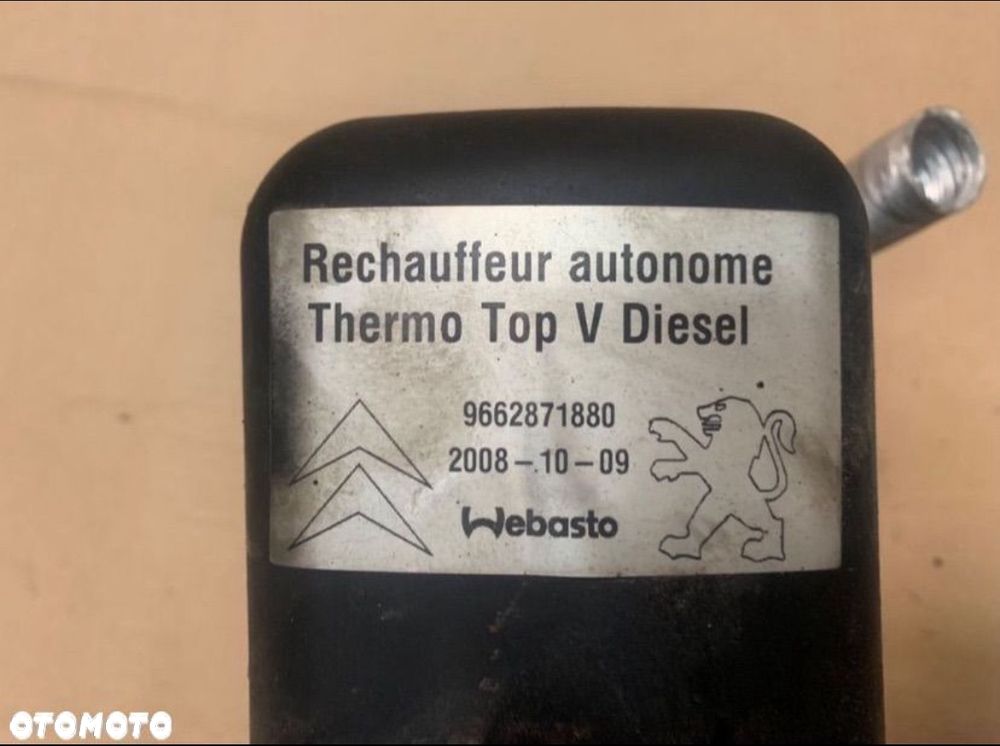 Rechauffeur autonome
Thermo Top V Diesel
9662871880
2008-.10-09
Webasto
OTOMOTO